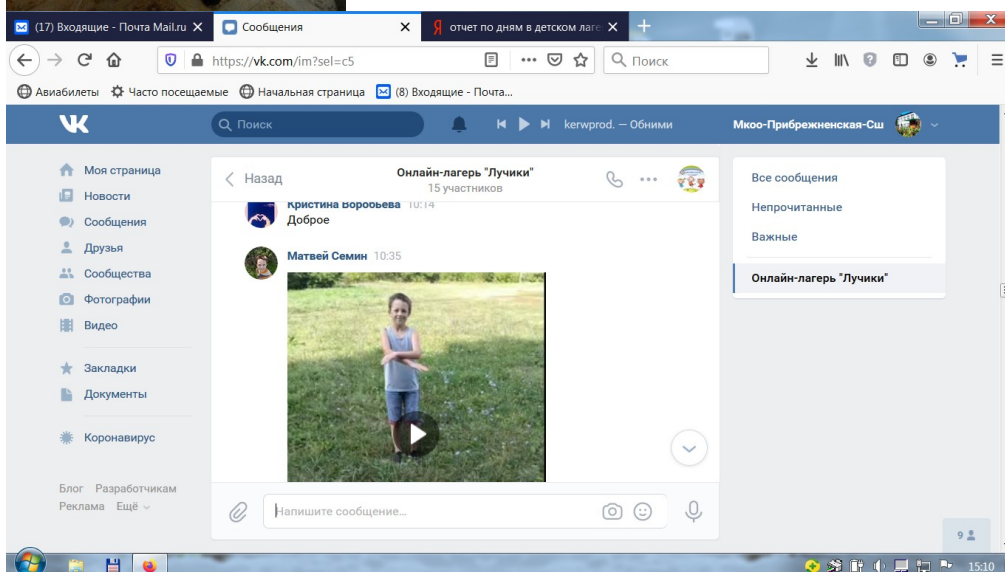 (17) Входящие - Почта Mail.ru
Сообщения
отчет по дням в детском лаге
https://vk.com/im?sel=c5
Поиск
Авиабилеты Часто посещаемые Начальная страница (8) Входящие - Почта...
Поиск
kerwprod. — Обними
Мкоо-Прибрежненская-Сш
Моя страница
Новости
Сообщения
Друзья
Сообщества
Фотографии
Видео
Закладки
Документы
Коронавирус
Блог Разработчикам
Реклама Ещё
Назад
Онлайн-лагерь "Лучики"
15 участников
Кристина Воробьева 10:14
Доброе
Матвей Семин 10:35
Напишите сообщение...
Все сообщения
Непрочитанные
Важные
Онлайн-лагерь "Лучики"
9
15:10